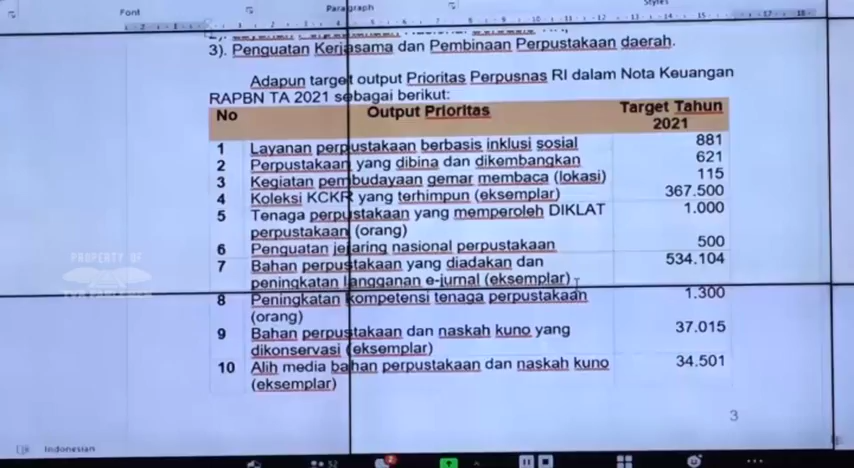 Font
Paragraph
Styles
3). Penguatan Kerjasama dan Pembinaan Perpustakaan daerah.
Adapun target output Prioritas Perpusnas RI dalam Nota Keuangan
RAPBN TA 2021 sebagai berikut:
No Output Prioritas Target Tahun
2021
1 Layanan perpustakaan berbasis inklusi sosial 881
2 Perpustakaan yang dibina dan dikembangkan 621
3 Kegiatan pembudayaan gemar membaca (lokasi) 115
4 Koleksi KCKR yang terhimpun (eksemplar) 367.500
5 Tenaga perpustakaan yang memperoleh DIKLAT 1.000
perpustakaan (orang)
6 Penguatan jejaring nasional perpustakaan 500
7 Bahan perpustakaan yang diadakan dan 534.104
peningkatan langganan e-jurnal (eksemplar)
8 Peningkatan kompetensi tenaga perpustakaan 1.300
(orang)
9 Bahan perpustakaan dan naskah kuno yang 37.015
dikonservasi (eksemplar)
10 Alih media bahan perpustakaan dan naskah kuno 34.501
(eksemplar)
3
PROPERTY OF
Indonesian
52
2